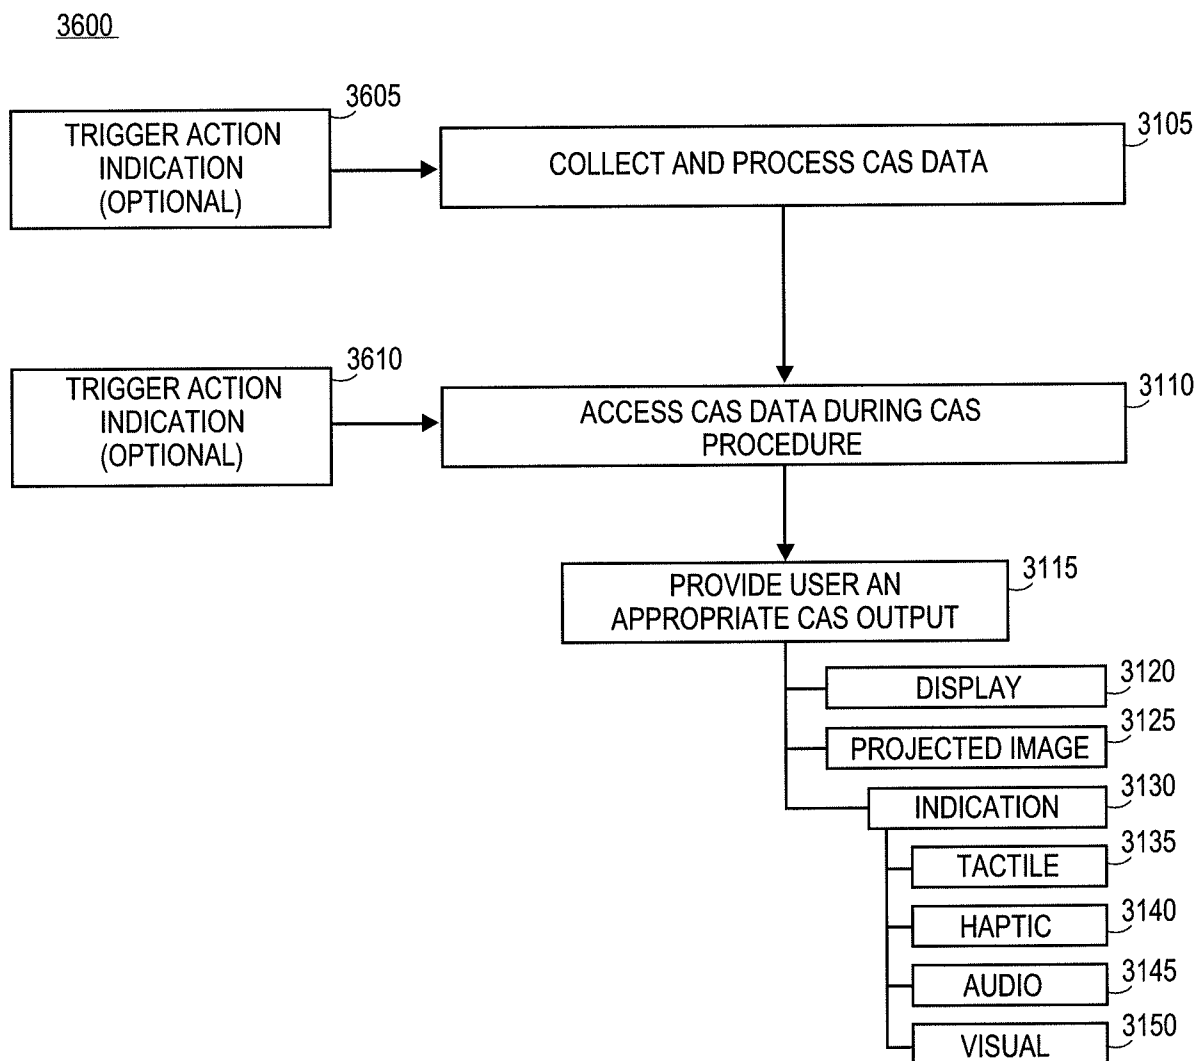 3600
3605
TRIGGER ACTION
INDICATION
(OPTIONAL)
3105
COLLECT AND PROCESS CAS DATA
3610
TRIGGER ACTION
INDICATION
(OPTIONAL)
3110
ACCESS CAS DATA DURING CAS
PROCEDURE
3115
PROVIDE USER AN
APPROPRIATE CAS OUTPUT
DISPLAY 3120
PROJECTED IMAGE 3125
INDICATION 3130
TACTILE 3135
HAPTIC 3140
AUDIO 3145
VISUAL 3150